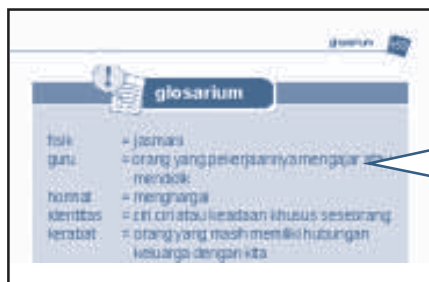 glosarium
glosarium
fisik = jasmani
guru = orang yang pekerjaannya mengajar
mendidik
hormat = menghargai
identitas = ciri ciri atau keadaan khusus seseorang
kerabat = orang yang masih memiliki hubungan
keluarga dengan kita